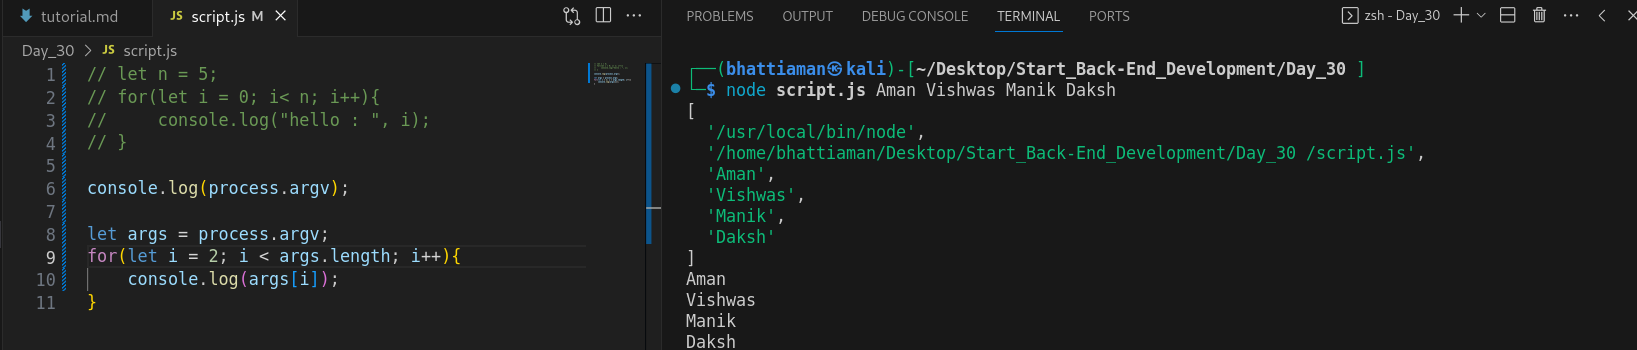 tutorial.md
JS script.js M
Day_30 > JS script.js
1 // let n = 5;
2 // for(let i = 0; i< n; i++){
3 //     console.log("hello : ", i);
4 // }
5
6 console.log(process.argv);
7
8 let args = process.argv;
9 for(let i = 2; i < args.length; i++){
10     console.log(args[i]);
11 }
PROBLEMS OUTPUT DEBUG CONSOLE TERMINAL PORTS
zsh - Day_30
┌──(bhattiaman㉿kali)-[~/Desktop/Start_Back-End_Development/Day_30 ]
└─$ node script.js Aman Vishwas Manik Daksh
[
  '/usr/local/bin/node',
  '/home/bhattiaman/Desktop/Start_Back-End_Development/Day_30 /script.js',
  'Aman',
  'Vishwas',
  'Manik',
  'Daksh'
]
Aman
Vishwas
Manik
Daksh